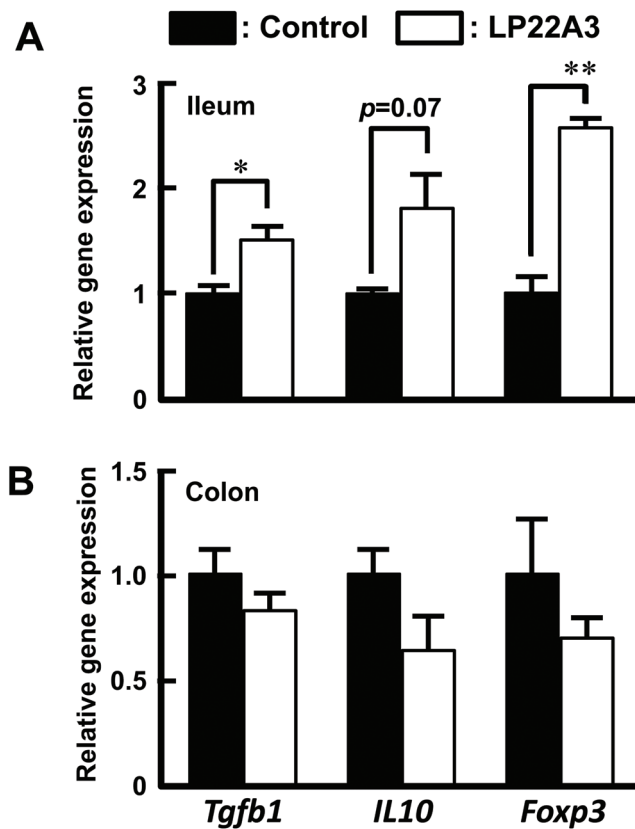 A
: Control : LP22A3
Relative gene expression
3
2
1
0
Ileum
*
p=0.07
**
B
Relative gene expression
1.5
1.0
0.5
0
Colon
Tgfb1 IL10 Foxp3